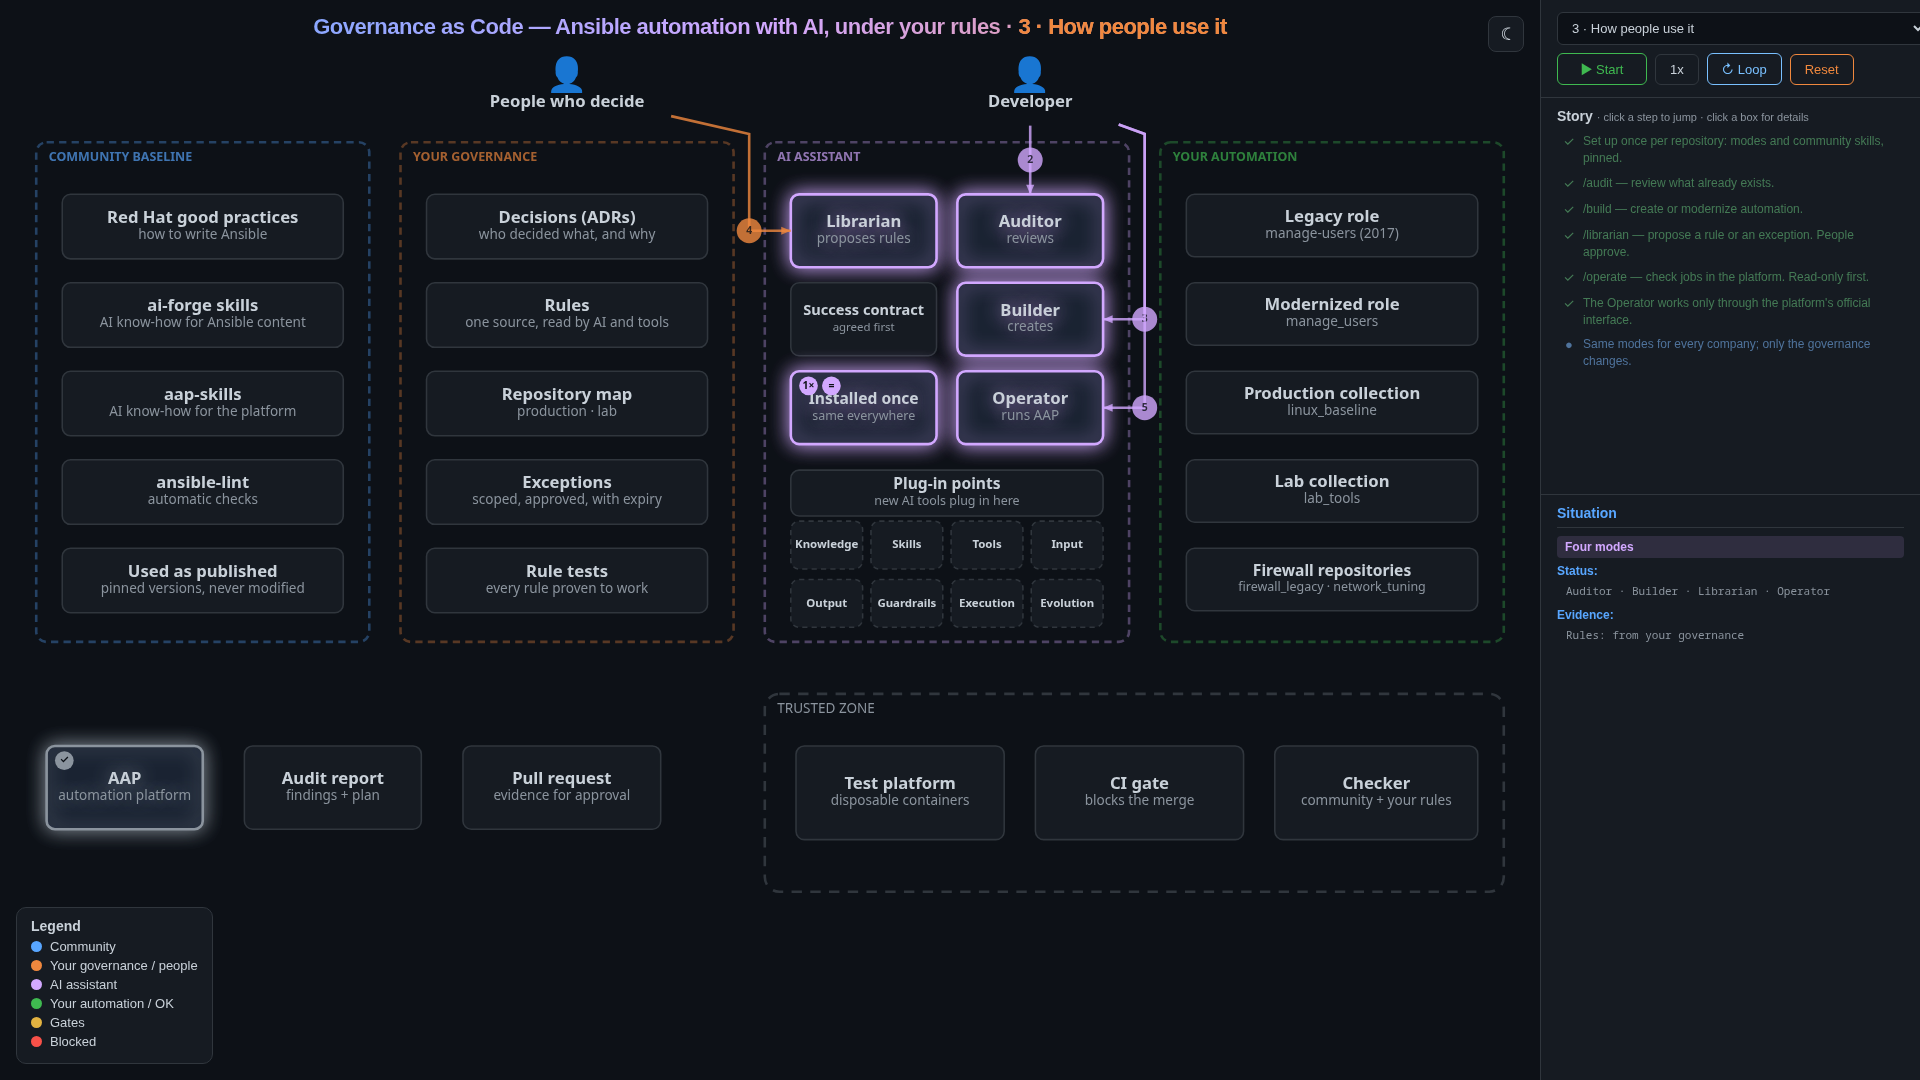 Governance as Code — Ansible automation with AI, under your rules · 3 · How people use it
People who decide
Developer
COMMUNITY BASELINE
Red Hat good practices
how to write Ansible
ai-forge skills
AI know-how for Ansible content
aap-skills
AI know-how for the platform
ansible-lint
automatic checks
Used as published
pinned versions, never modified
YOUR GOVERNANCE
Decisions (ADRs)
who decided what, and why
Rules
one source, read by AI and tools
Repository map
production · lab
Exceptions
scoped, approved, with expiry
Rule tests
every rule proven to work
4
2
5
AI ASSISTANT
Librarian
proposes rules
Auditor
reviews
Success contract
agreed first
Builder
creates
1×
=
Installed once
same everywhere
Operator
runs AAP
Plug-in points
new AI tools plug in here
Knowledge
Skills
Tools
Input
Output
Guardrails
Execution
Evolution
YOUR AUTOMATION
Legacy role
manage-users (2017)
Modernized role
manage_users
Production collection
linux_baseline
Lab collection
lab_tools
Firewall repositories
firewall_legacy · network_tuning
AAP
automation platform
Audit report
findings + plan
Pull request
evidence for approval
TRUSTED ZONE
Test platform
disposable containers
CI gate
blocks the merge
Checker
community + your rules
Legend
Community
Your governance / people
AI assistant
Your automation / OK
Gates
Blocked
3 · How people use it
Start
1x
Loop
Reset
Story · click a step to jump · click a box for details
Set up once per repository: modes and community skills,
pinned.
/audit — review what already exists.
/build — create or modernize automation.
/librarian — propose a rule or an exception. People
approve.
/operate — check jobs in the platform. Read-only first.
The Operator works only through the platform's official
interface.
Same modes for every company; only the governance
changes.
Situation
Four modes
Status:
Auditor · Builder · Librarian · Operator
Evidence:
Rules: from your governance